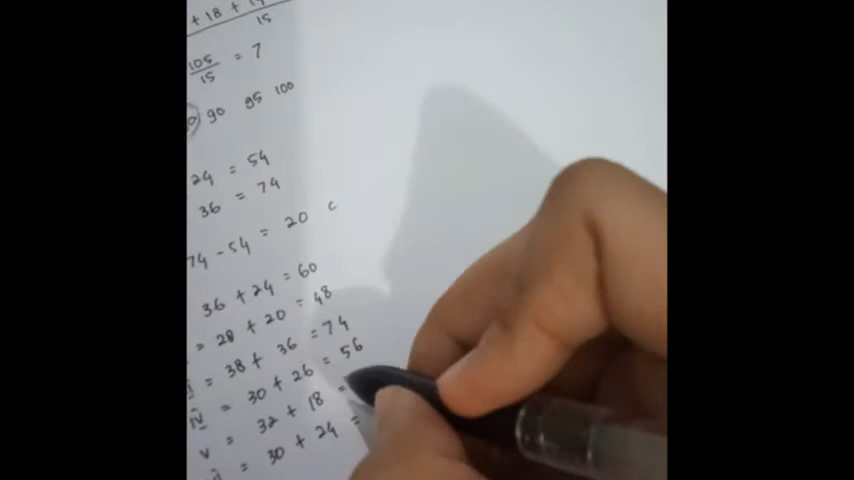 + 18 +
15
105
15 = 7
90 95 100
24 = 54
36 = 74
74 - 54 = 20 c
36 + 24 = 60
= 28 + 20 = 48
= 38 + 36 = 74
iv = 30 + 26 = 56
v = 32 + 18 =
= 30 + 24 =